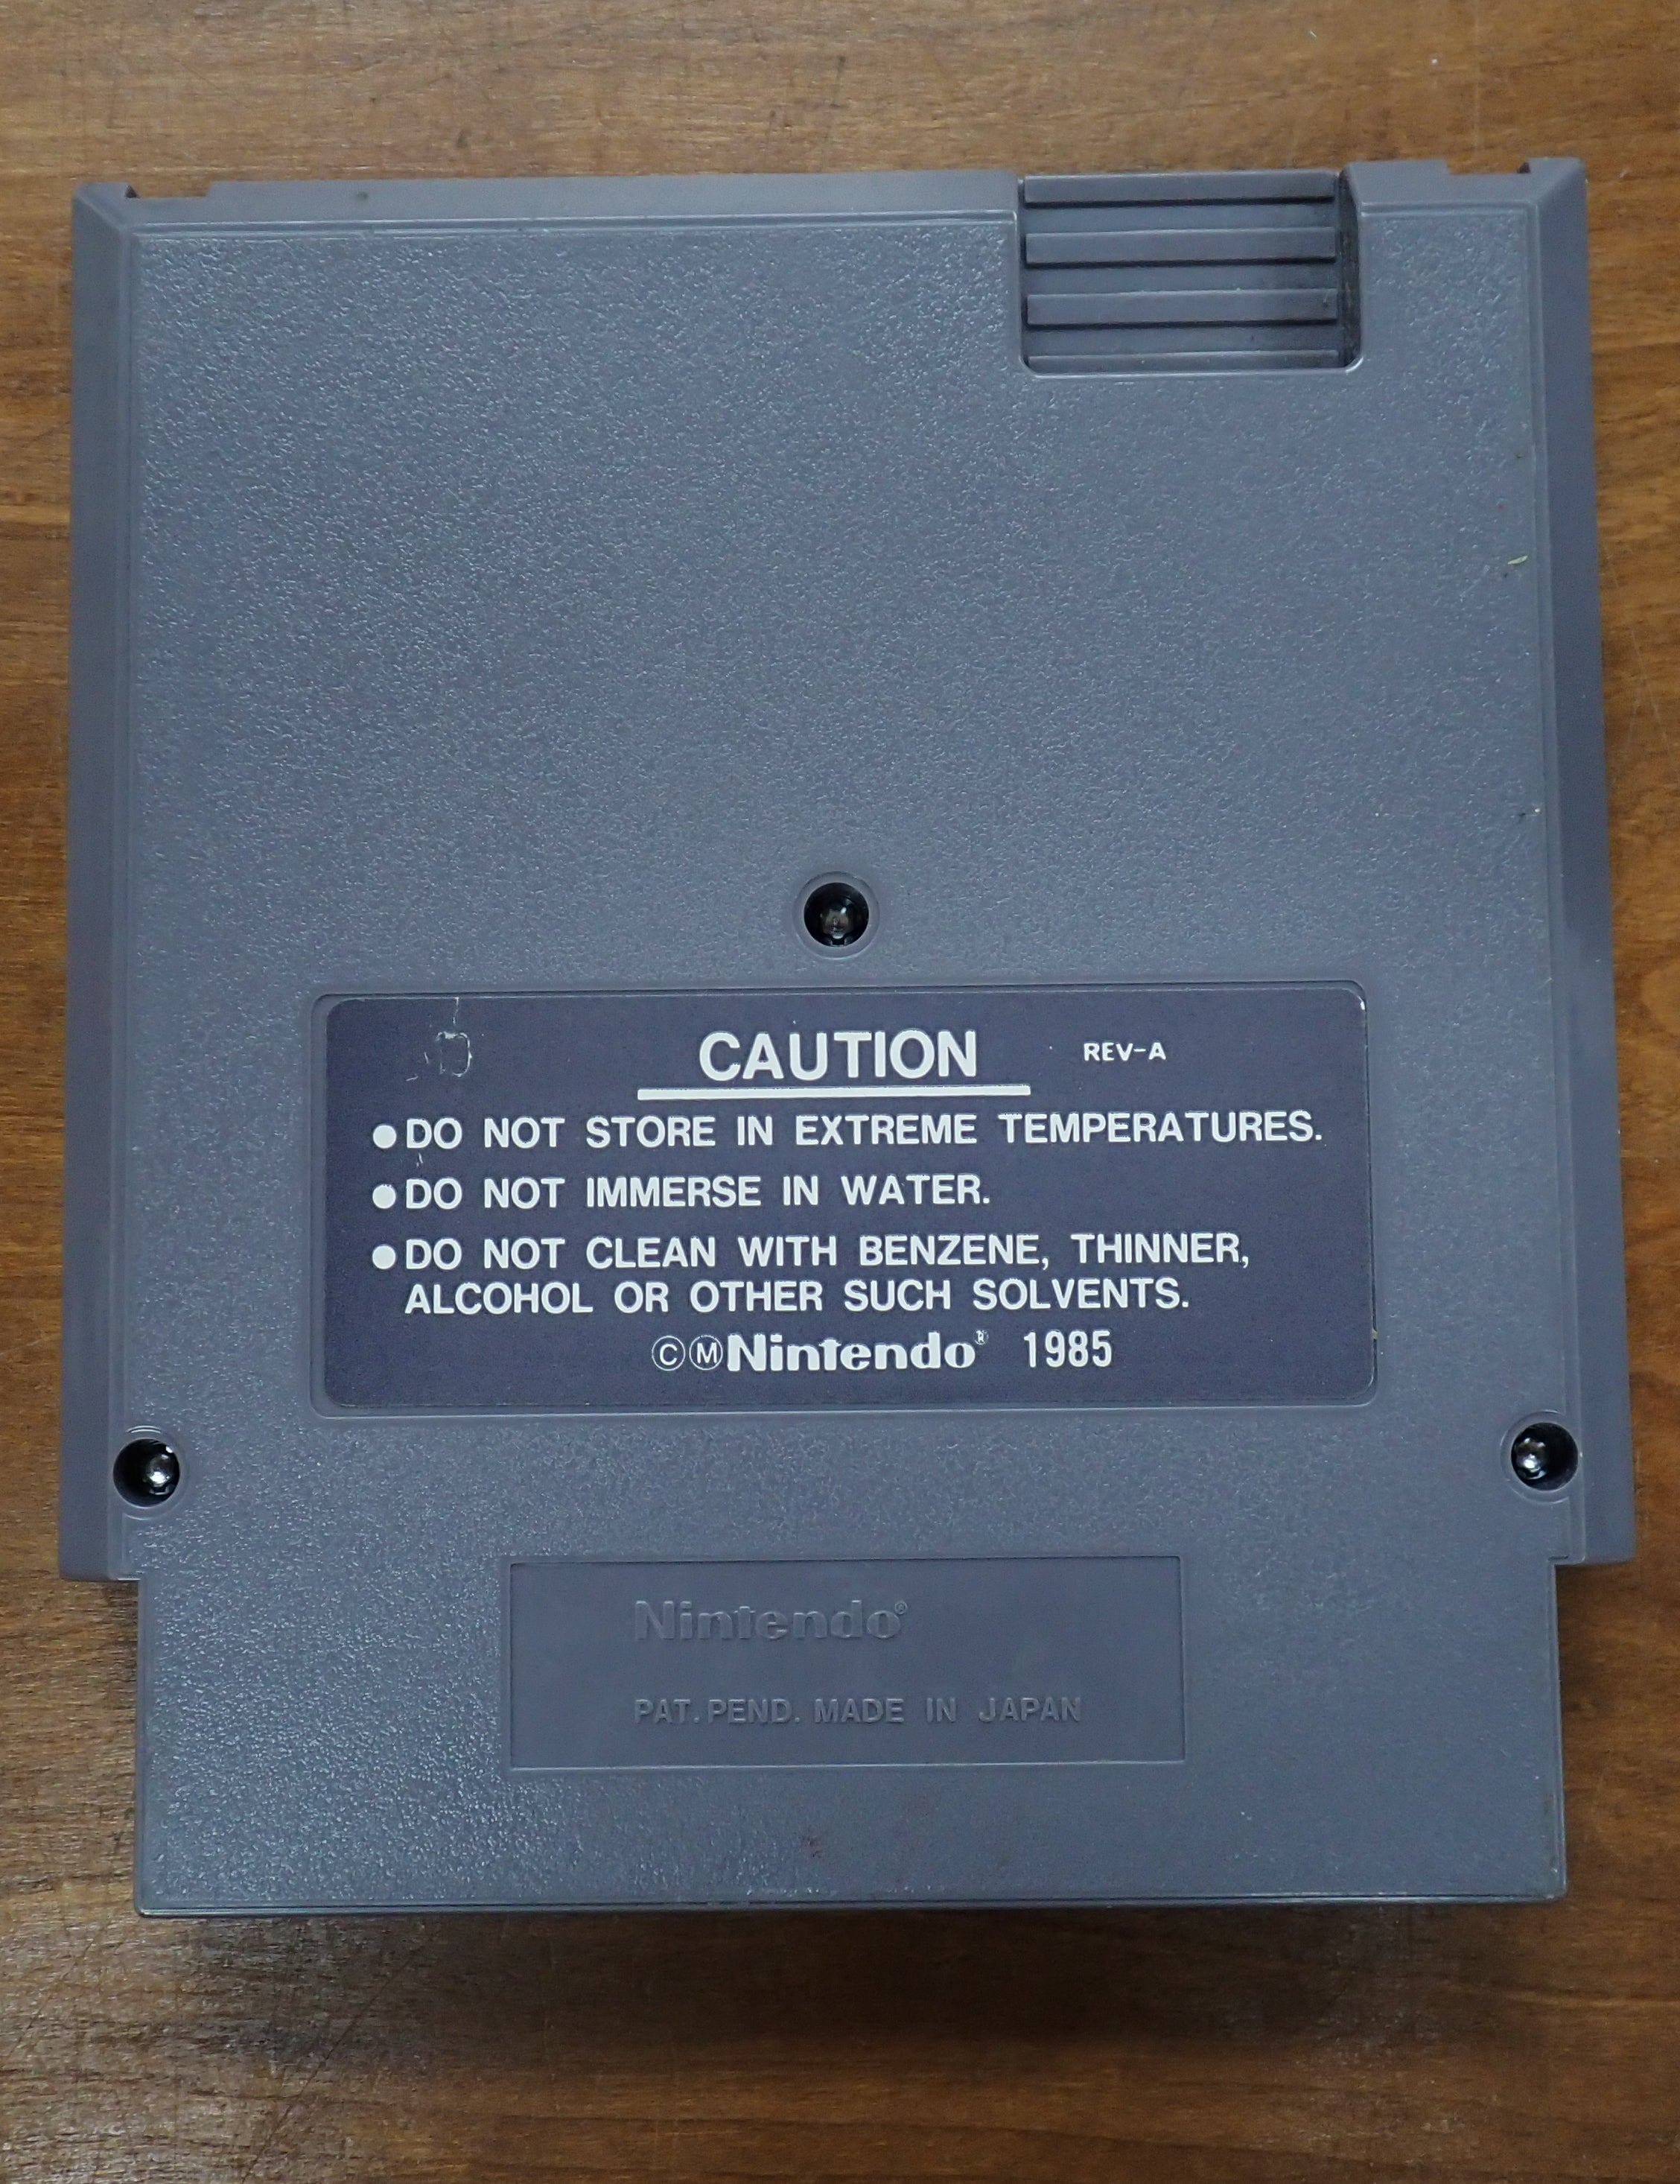 CAUTION REV-A
●DO NOT STORE IN EXTREME TEMPERATURES.
●DO NOT IMMERSE IN WATER.
●DO NOT CLEAN WITH BENZENE, THINNER,
ALCOHOL OR OTHER SUCH SOLVENTS.
©ⓂNintendo® 1985
Nintendo®
PAT. PEND. MADE IN JAPAN